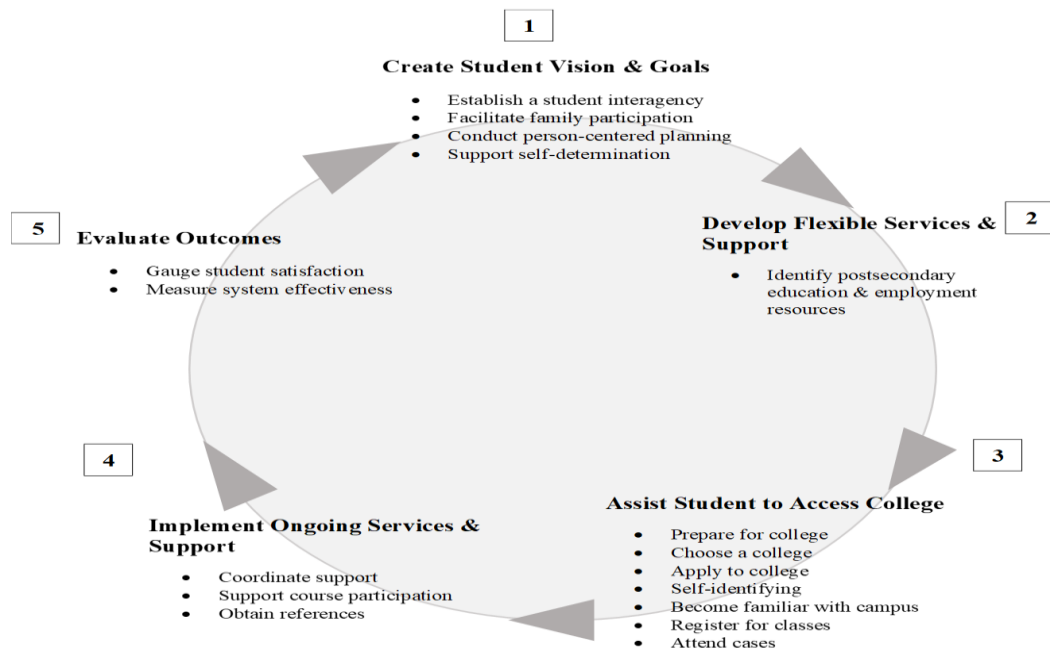 1
Create Student Vision & Goals
• Establish a student interagency
• Facilitate family participation
• Conduct person-centered planning
• Support self-determination
2
Develop Flexible Services &
Support
• Identify postsecondary
education & employment
resources
3
Assist Student to Access College
• Prepare for college
• Choose a college
• Apply to college
• Self-identifying
• Become familiar with campus
• Register for classes
• Attend cases
4
Implement Ongoing Services &
Support
• Coordinate support
• Support course participation
• Obtain references
5
Evaluate Outcomes
• Gauge student satisfaction
• Measure system effectiveness